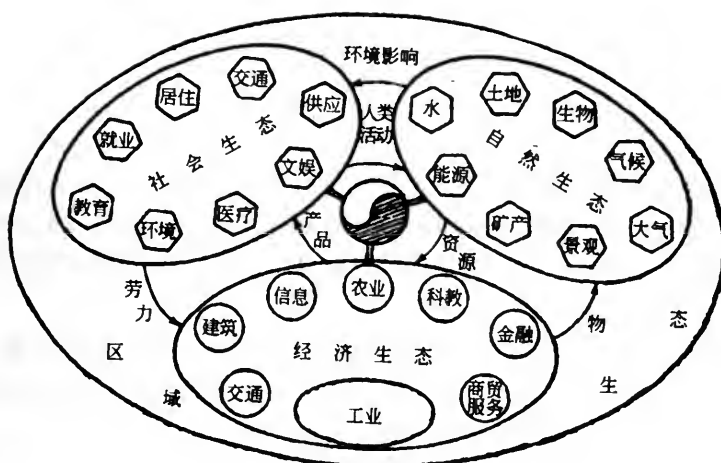 环境影响
交通
居住
供应
就业
社会生态
文娱
教育
环境
医疗
人类
活动
水
土地
生物
自然生态
气候
能源
矿产
景观
大气
产品
资源
劳力
物
信息
农业
科教
建筑
金融
经济生态
交通
工业
商贸
服务
区域
生态